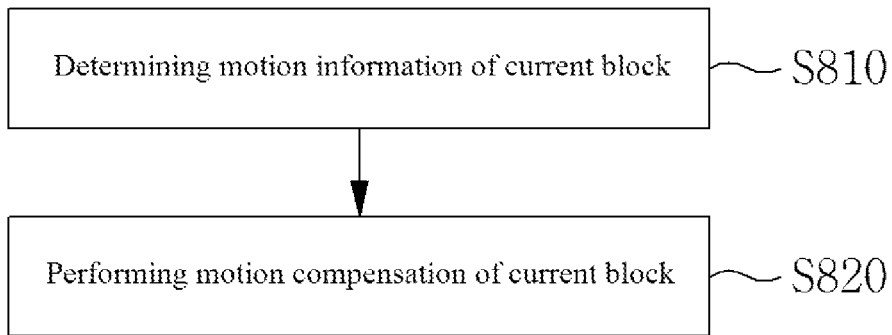 Determining motion information of current block
S810
Performing motion compensation of current block
S820